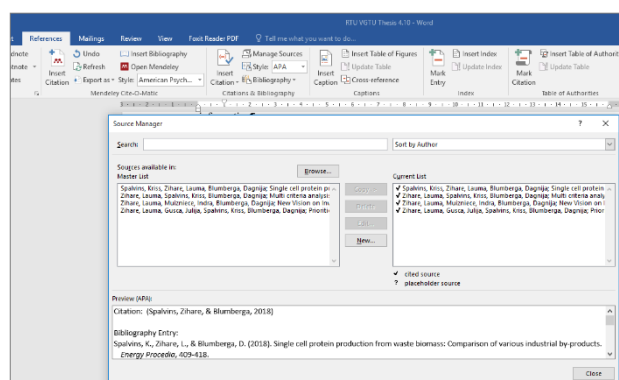 RTU VGTU Thesis 4.10 - Word
References Mailings Review View Foxit Reader PDF Tell me what you want to do...
Undo Insert Bibliography Manage Sources Insert Table of Figures Insert Index Insert Table of Authorit
Refresh Open Mendeley Style: APA Update Table Update Index Update Table
Insert Citation Export as Style: American Psych... Insert Citation Bibliography Insert Caption Cross-reference Mark Entry Mark Citation
Mendeley Cite-O-Matic Citations & Bibliography Captions Index Table of Authorities
Source Manager ? ×
Search: Sort by Author
Sources available in:
Master List Browse... Current List
Spalvins, Kriss, Zihare, Lauma, Blumberga, Dagnija; Single cell protein p
Zihare, Lauma, Spalvins, Kriss, Blumberga, Dagnija; Multi criteria analysi
Zihare, Lauma, Muizniece, Indra, Blumberga, Dagnija; New Vision on In
Zihare, Lauma, Gusca, Julija, Spalvins, Kriss, Blumberga, Dagnija; Prioriti
Copy ->
Delete
Edit...
New...
✓ Spalvins, Kriss, Zihare, Lauma, Blumberga, Dagnija; Single cell protein
✓ Zihare, Lauma, Spalvins, Kriss, Blumberga, Dagnija; Multi criteria analy
✓ Zihare, Lauma, Muizniece, Indra, Blumberga, Dagnija; New Vision on I
✓ Zihare, Lauma, Gusca, Julija, Spalvins, Kriss, Blumberga, Dagnija; Prior
✓ cited source
? placeholder source
Preview (APA):
Citation: (Spalvins, Zihare, & Blumberga, 2018)
Bibliography Entry:
Spalvins, K., Zihare, L., & Blumberga, D. (2018). Single cell protein production from waste biomass: Comparison of various industrial by-products.
Energy Procedia, 409-418.
Close